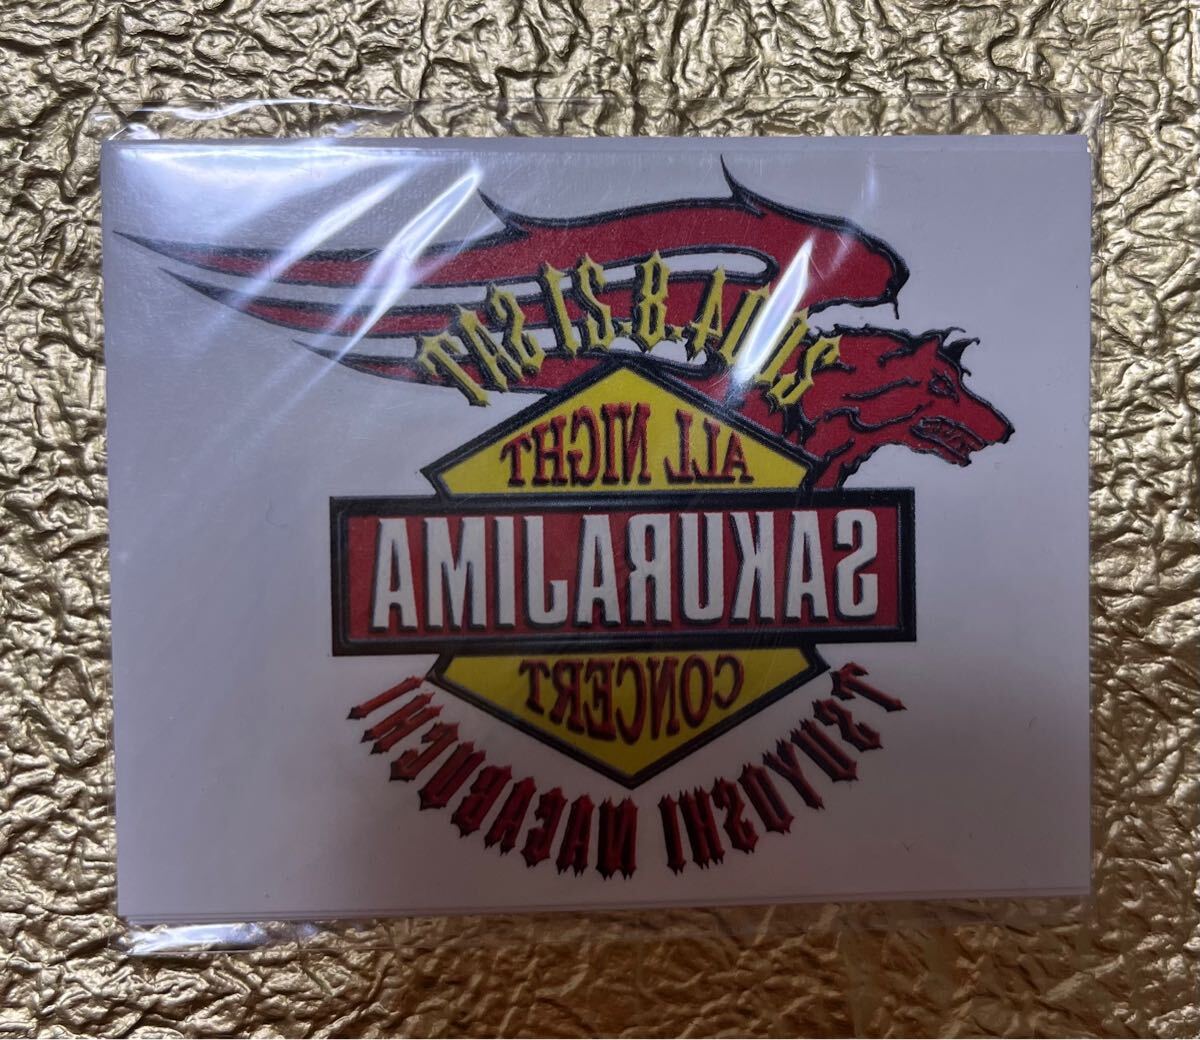 2004.8.21 SAT
ALL NIGHT
SAKURAJIMA
CONCERT
TSUYOSHI NAGABUCHI